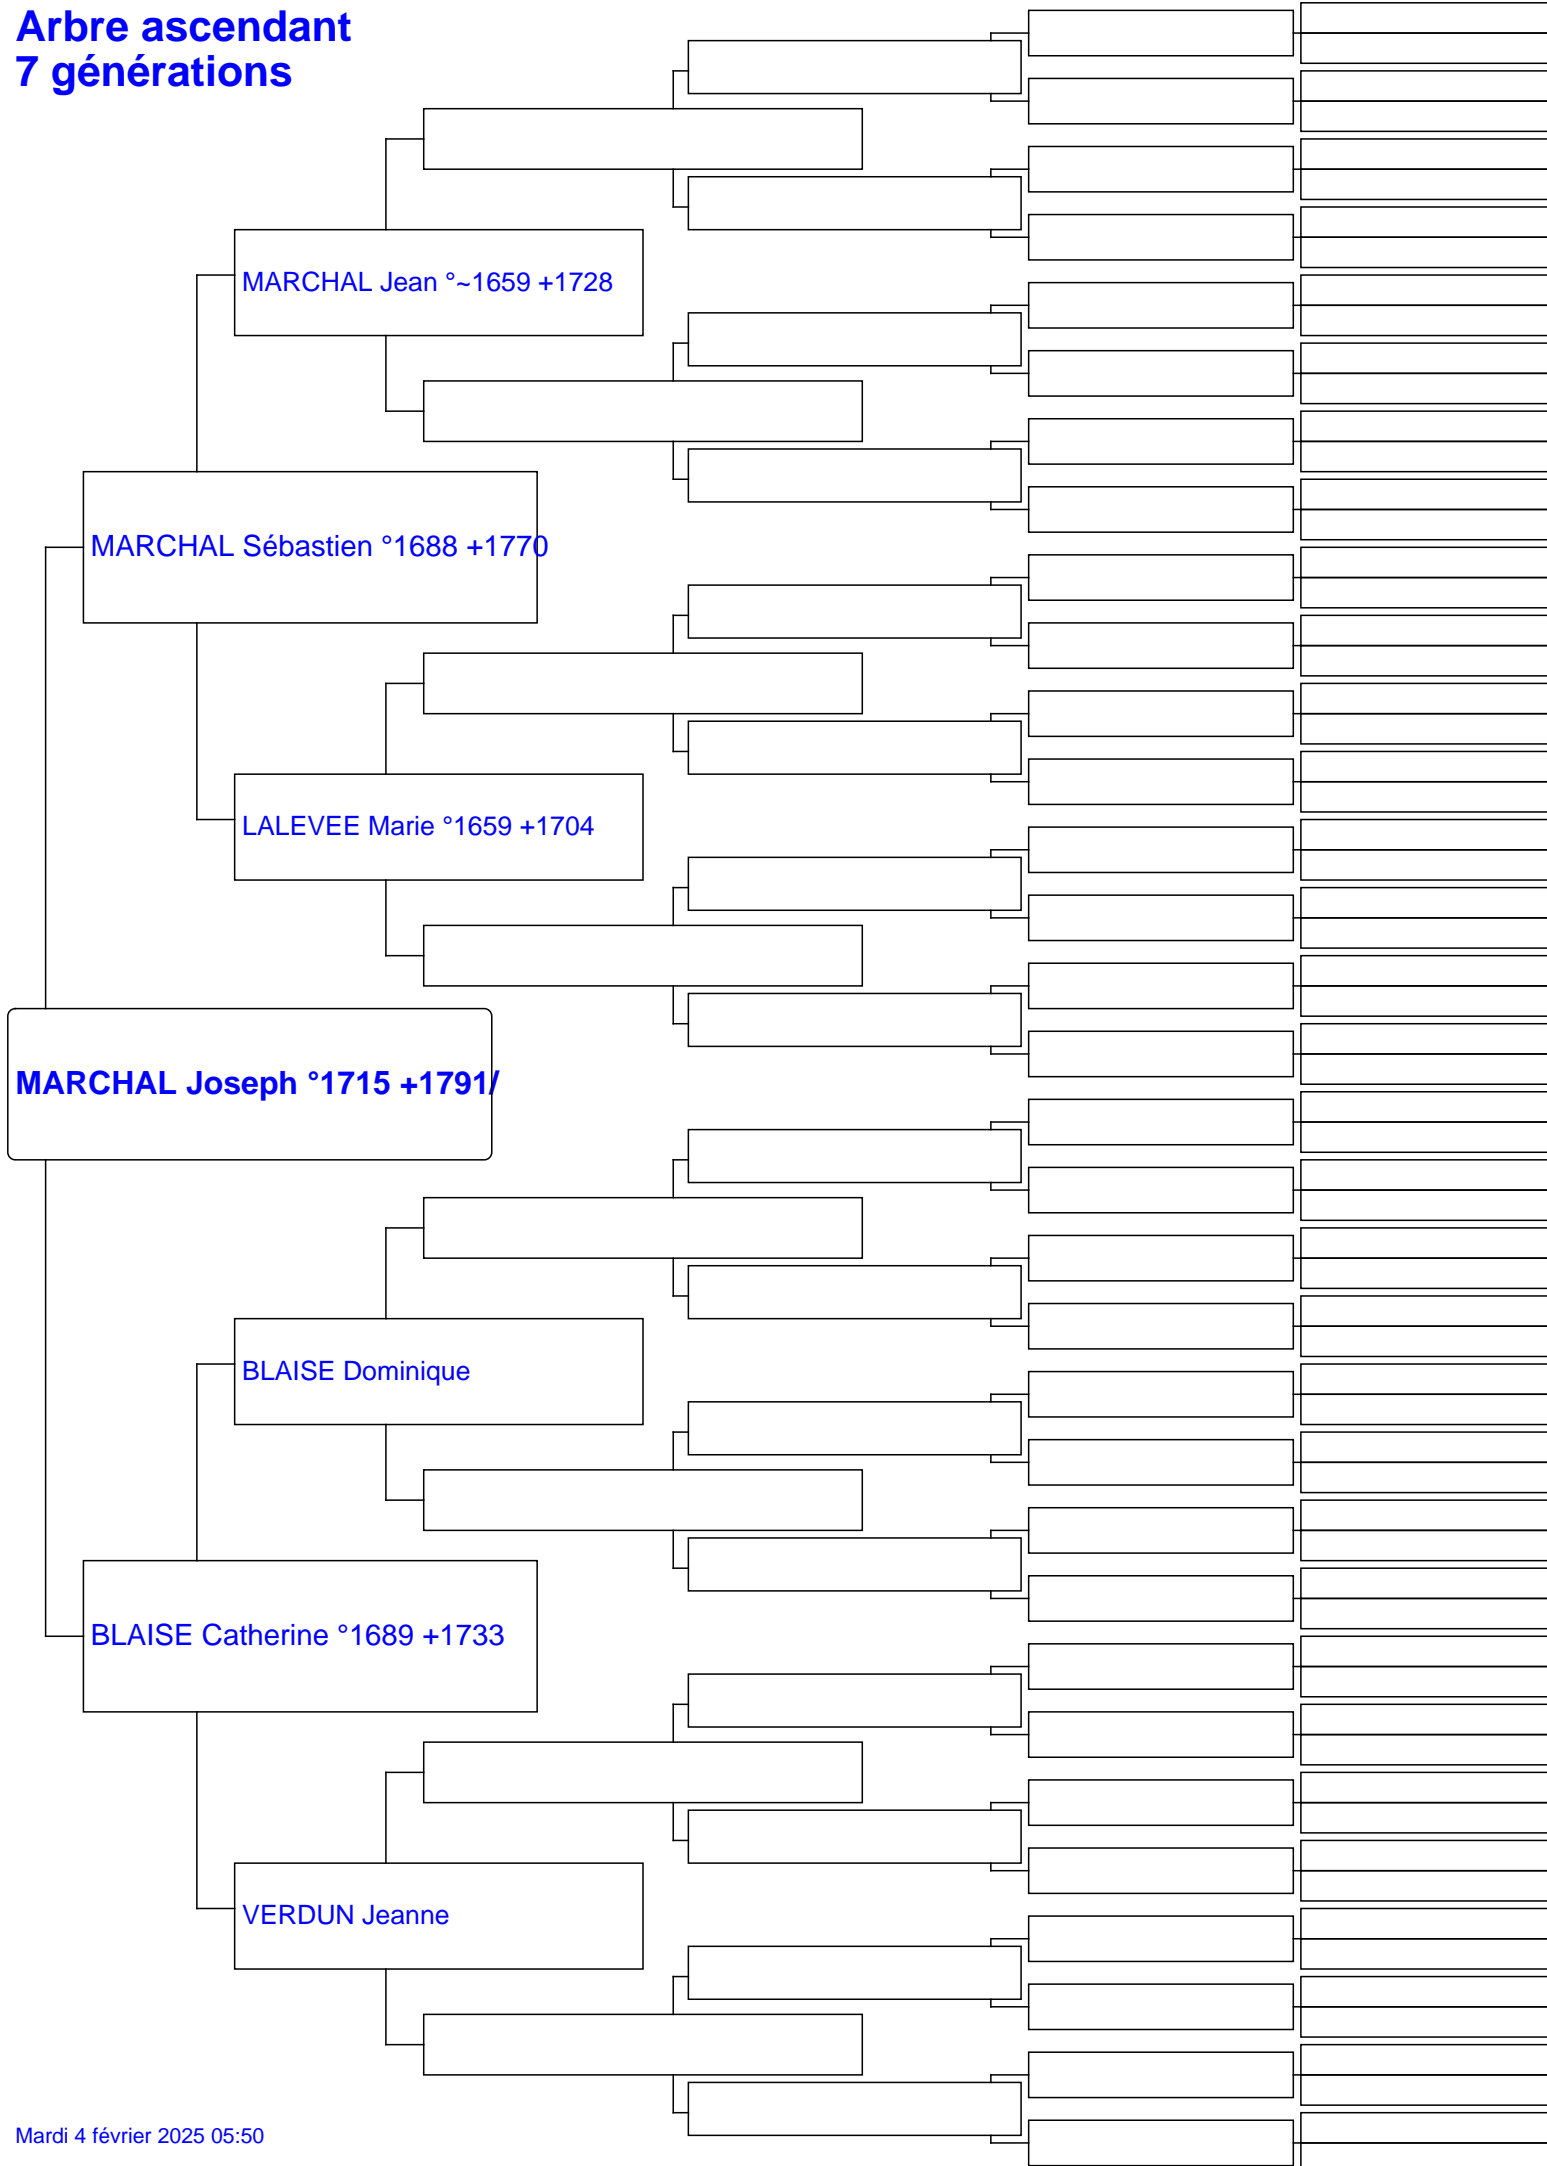 Arbre ascendant
7 générations
MARCHAL Jean °~1659 +1728
MARCHAL Sébastien °1688 +1770
LALEVEE Marie °1659 +1704
MARCHAL Joseph °1715 +1791/
BLAISE Dominique
BLAISE Catherine °1689 +1733
VERDUN Jeanne
Mardi 4 février 2025 05:50